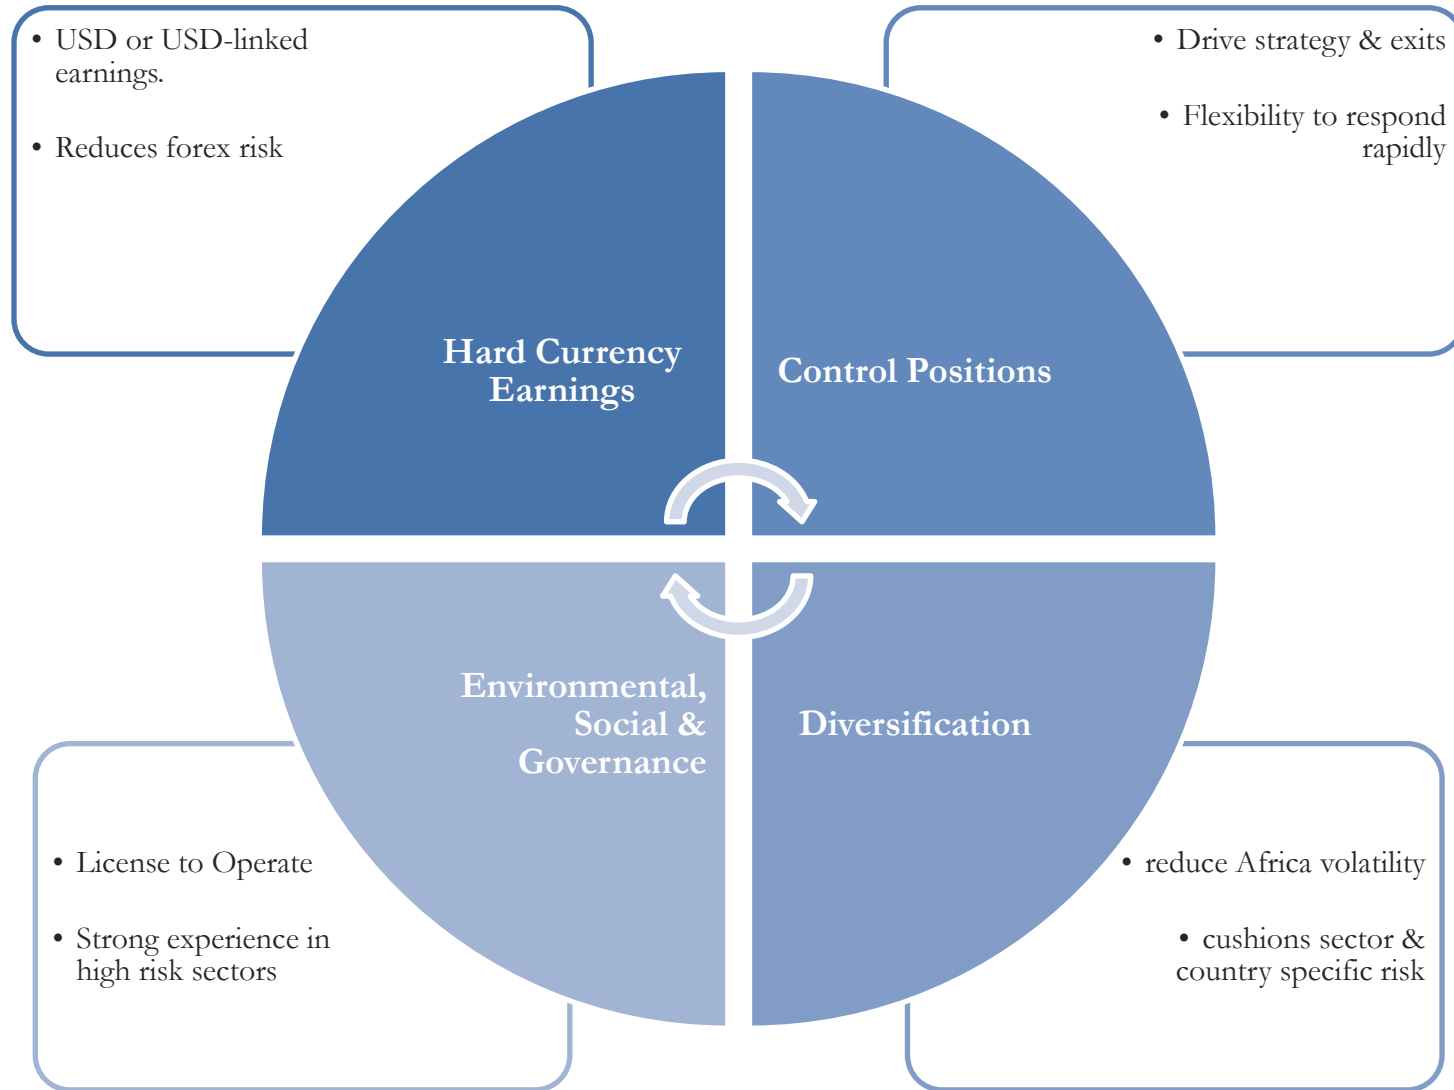 • USD or USD-linked
earnings.
• Reduces forex risk
• Drive strategy & exits
• Flexibility to respond
rapidly
Hard Currency
Earnings
Control Positions
Environmental,
Social &
Governance
Diversification
• License to Operate
• Strong experience in
high risk sectors
• reduce Africa volatility
• cushions sector &
country specific risk